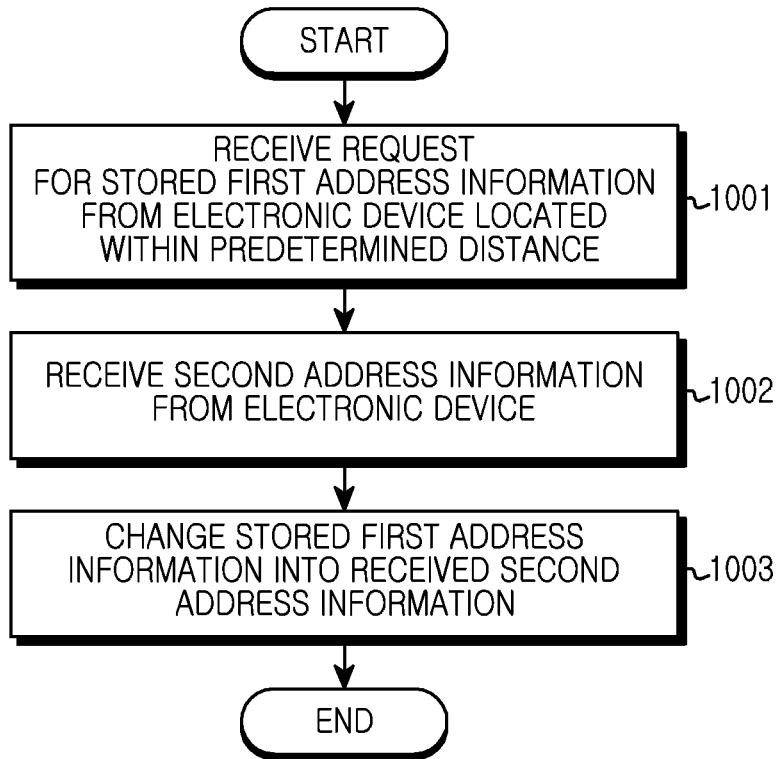 START
RECEIVE REQUEST
FOR STORED FIRST ADDRESS INFORMATION
FROM ELECTRONIC DEVICE LOCATED
WITHIN PREDETERMINED DISTANCE
1001
RECEIVE SECOND ADDRESS INFORMATION
FROM ELECTRONIC DEVICE
1002
CHANGE STORED FIRST ADDRESS
INFORMATION INTO RECEIVED SECOND
ADDRESS INFORMATION
1003
END